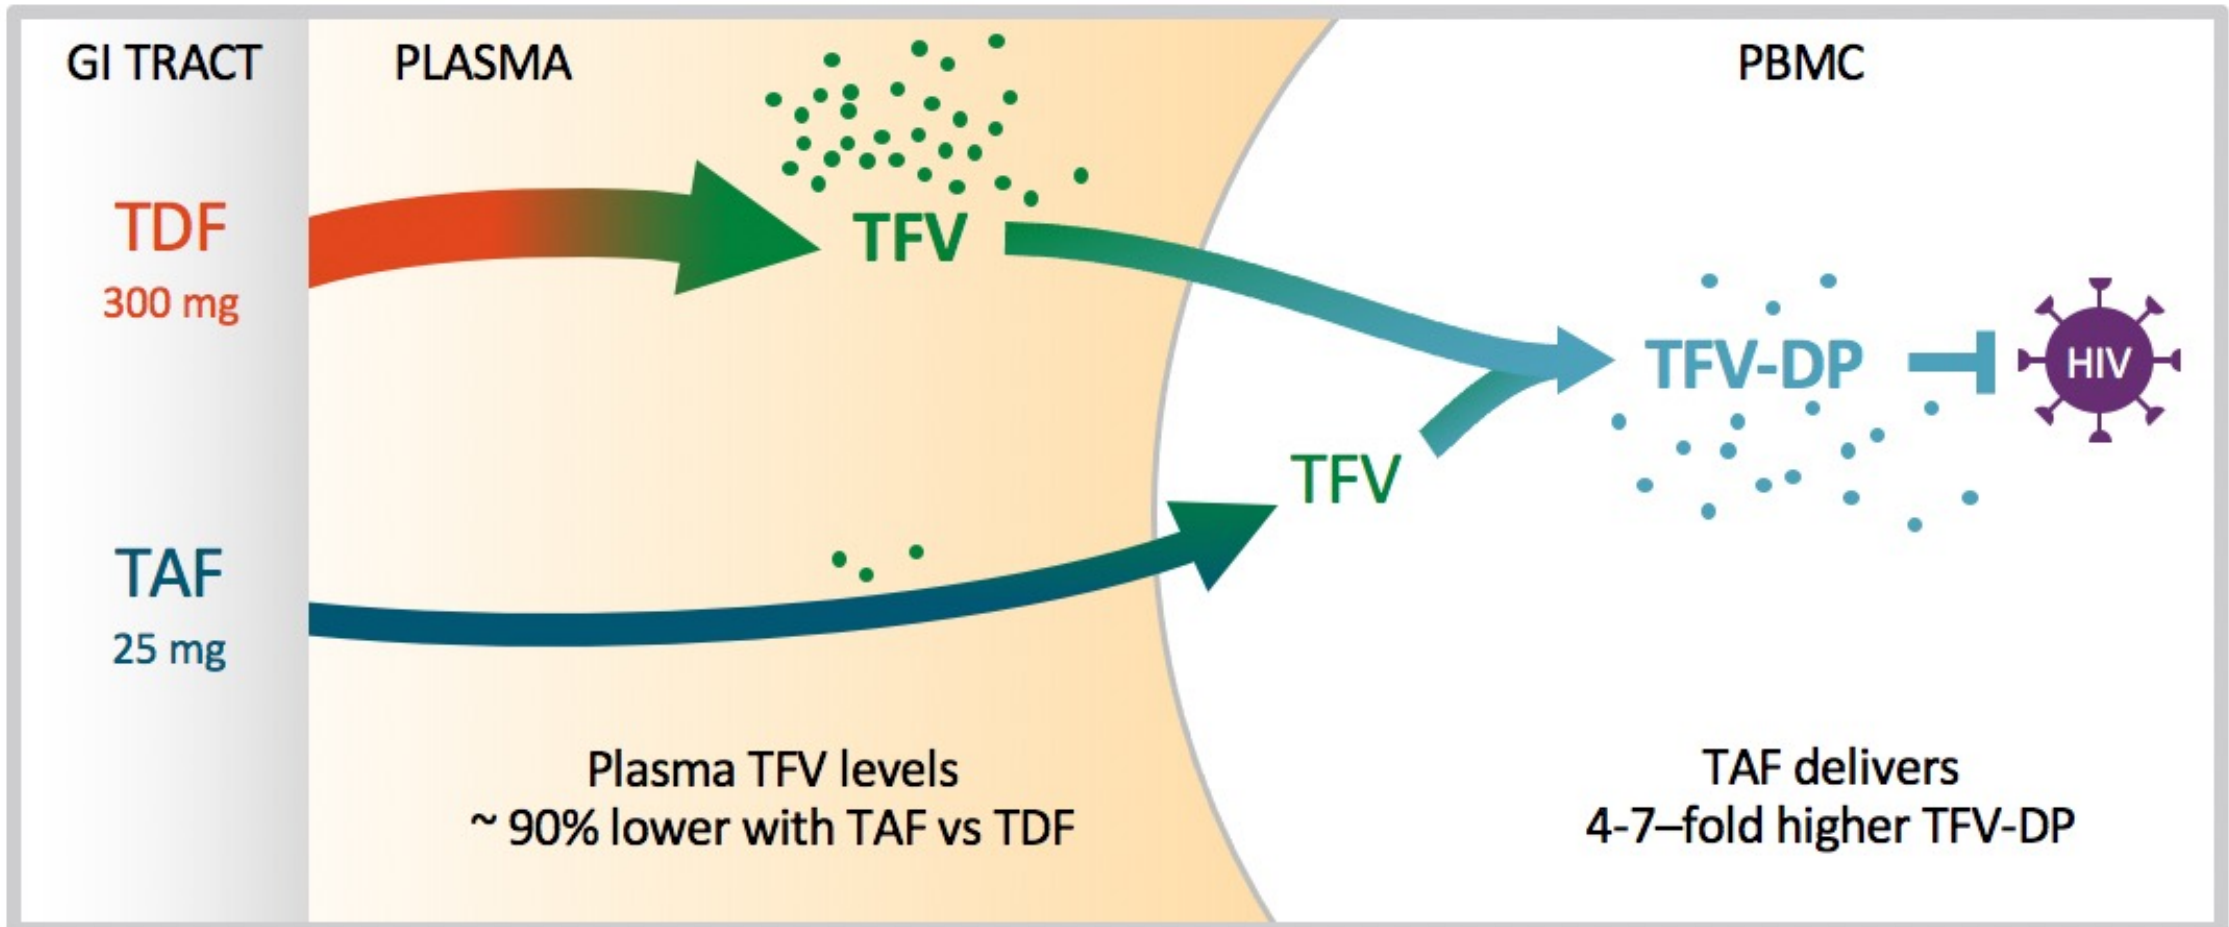 GI TRACT
PLASMA
PBMC
TDF
300 mg
TFV
TFV-DP
HIV
TFV
TAF
25 mg
Plasma TFV levels
~ 90% lower with TAF vs TDF
TAF delivers
4-7–fold higher TFV-DP